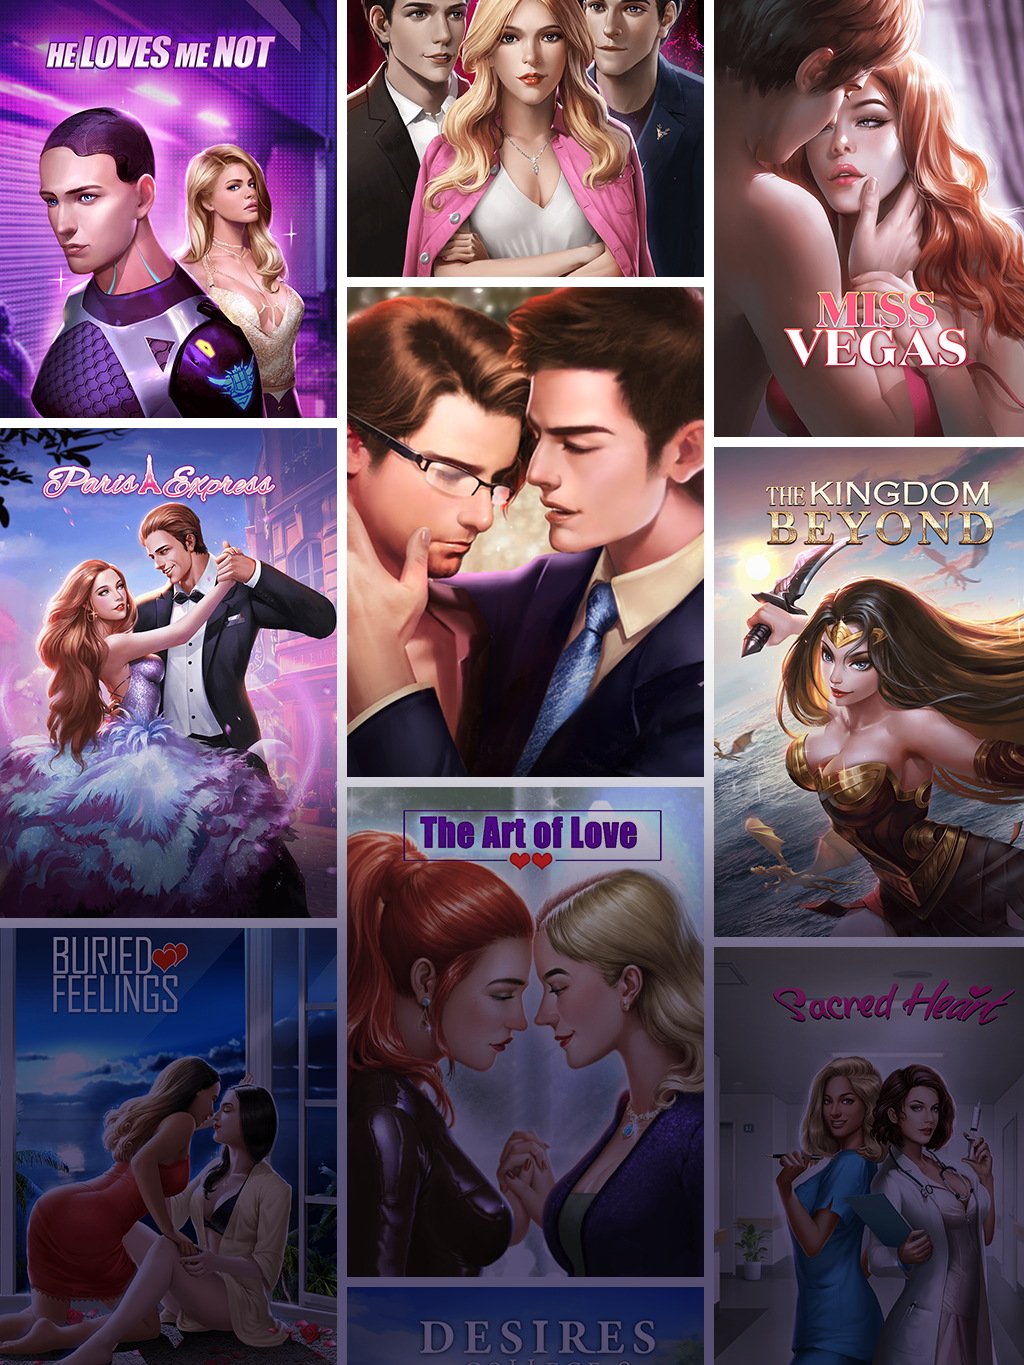 HE LOVES ME NOT
MISS
VEGAS
Paris Express
THE KINGDOM
BEYOND
The Art of Love
BURIED
FEELINGS
Sacred Heart
DESIRES